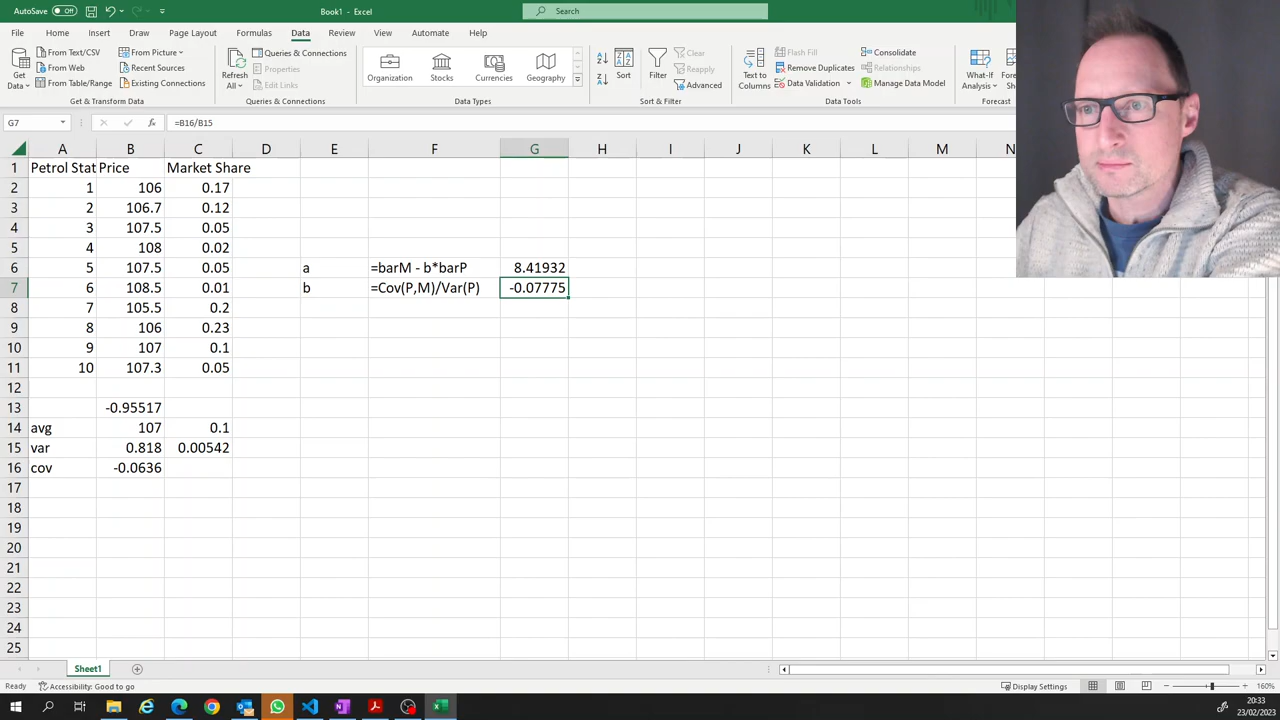 AutoSave Off Book1 - Excel Search
File Home Insert Draw Page Layout Formulas Data Review View Automate Help
Get Data From Text/CSV From Picture Refresh All Queries & Connections Organization Stocks Currencies Geography Sort Filter Clear Text to Columns Flash Fill Consolidate What-If Analysis
From Web Recent Sources Properties Reapply Remove Duplicates Relationships
From Table/Range Existing Connections Edit Links Advanced Data Validation Manage Data Model
Get & Transform Data Queries & Connections Data Types Sort & Filter Data Tools Forecast
G7 fx =B16/B15
A B C D E F G H I J K L M N
1 Petrol Stat Price Market Share
2 1 106 0.17
3 2 106.7 0.12
4 3 107.5 0.05
5 4 108 0.02
6 5 107.5 0.05 a =barM - b*barP 8.41932
7 6 108.5 0.01 b =Cov(P,M)/Var(P) -0.07775
8 7 105.5 0.2
9 8 106 0.23
10 9 107 0.1
11 10 107.3 0.05
12
13 -0.95517
14 avg 107 0.1
15 var 0.818 0.00542
16 cov -0.0636
17
18
19
20
21
22
23
24
25
Sheet1
Ready Accessibility: Good to go Display Settings 160%
20:33
23/02/2023